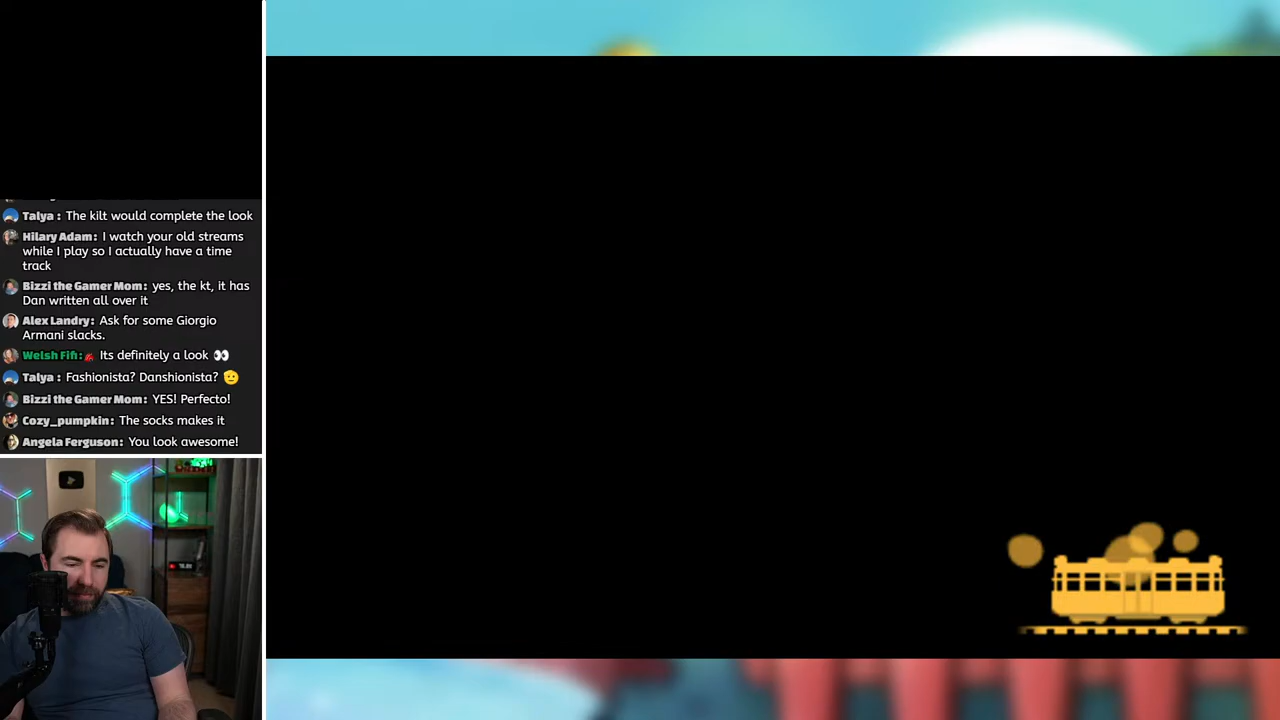 Talya : The kilt would complete the look
Hilary Adam: I watch your old streams
while I play so I actually have a time
track
Bizzi the Gamer Mom: yes, the kt, it has
Dan written all over it
Alex Landry: Ask for some Giorgio
Armani slacks.
Welsh Fifi: Its definitely a look 👀
Talya : Fashionista? Danshionista? 🫡
Bizzi the Gamer Mom: YES! Perfecto!
Cozy_pumpkin: The socks makes it
Angela Ferguson: You look awesome!